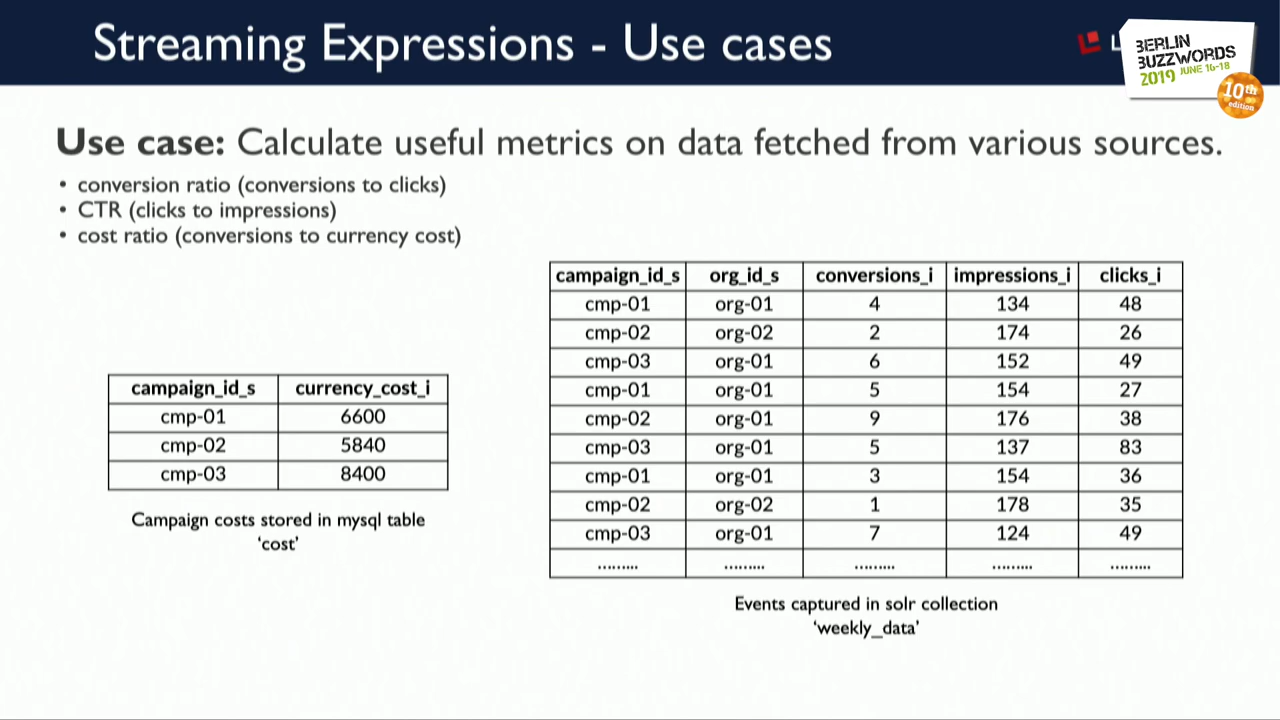 Streaming Expressions - Use cases
BERLIN
BUZZWORDS
2019 JUNE 16-18
10th
edition
Use case: Calculate useful metrics on data fetched from various sources.
• conversion ratio (conversions to clicks)
• CTR (clicks to impressions)
• cost ratio (conversions to currency cost)
campaign_id_s currency_cost_i
cmp-01 6600
cmp-02 5840
cmp-03 8400
Campaign costs stored in mysql table
‘cost’
campaign_id_s org_id_s conversions_i impressions_i clicks_i
cmp-01 org-01 4 134 48
cmp-02 org-02 2 174 26
cmp-03 org-01 6 152 49
cmp-01 org-01 5 154 27
cmp-02 org-01 9 176 38
cmp-03 org-01 5 137 83
cmp-01 org-01 3 154 36
cmp-02 org-02 1 178 35
cmp-03 org-01 7 124 49
......... ......... ......... ......... .........
Events captured in solr collection
‘weekly_data’